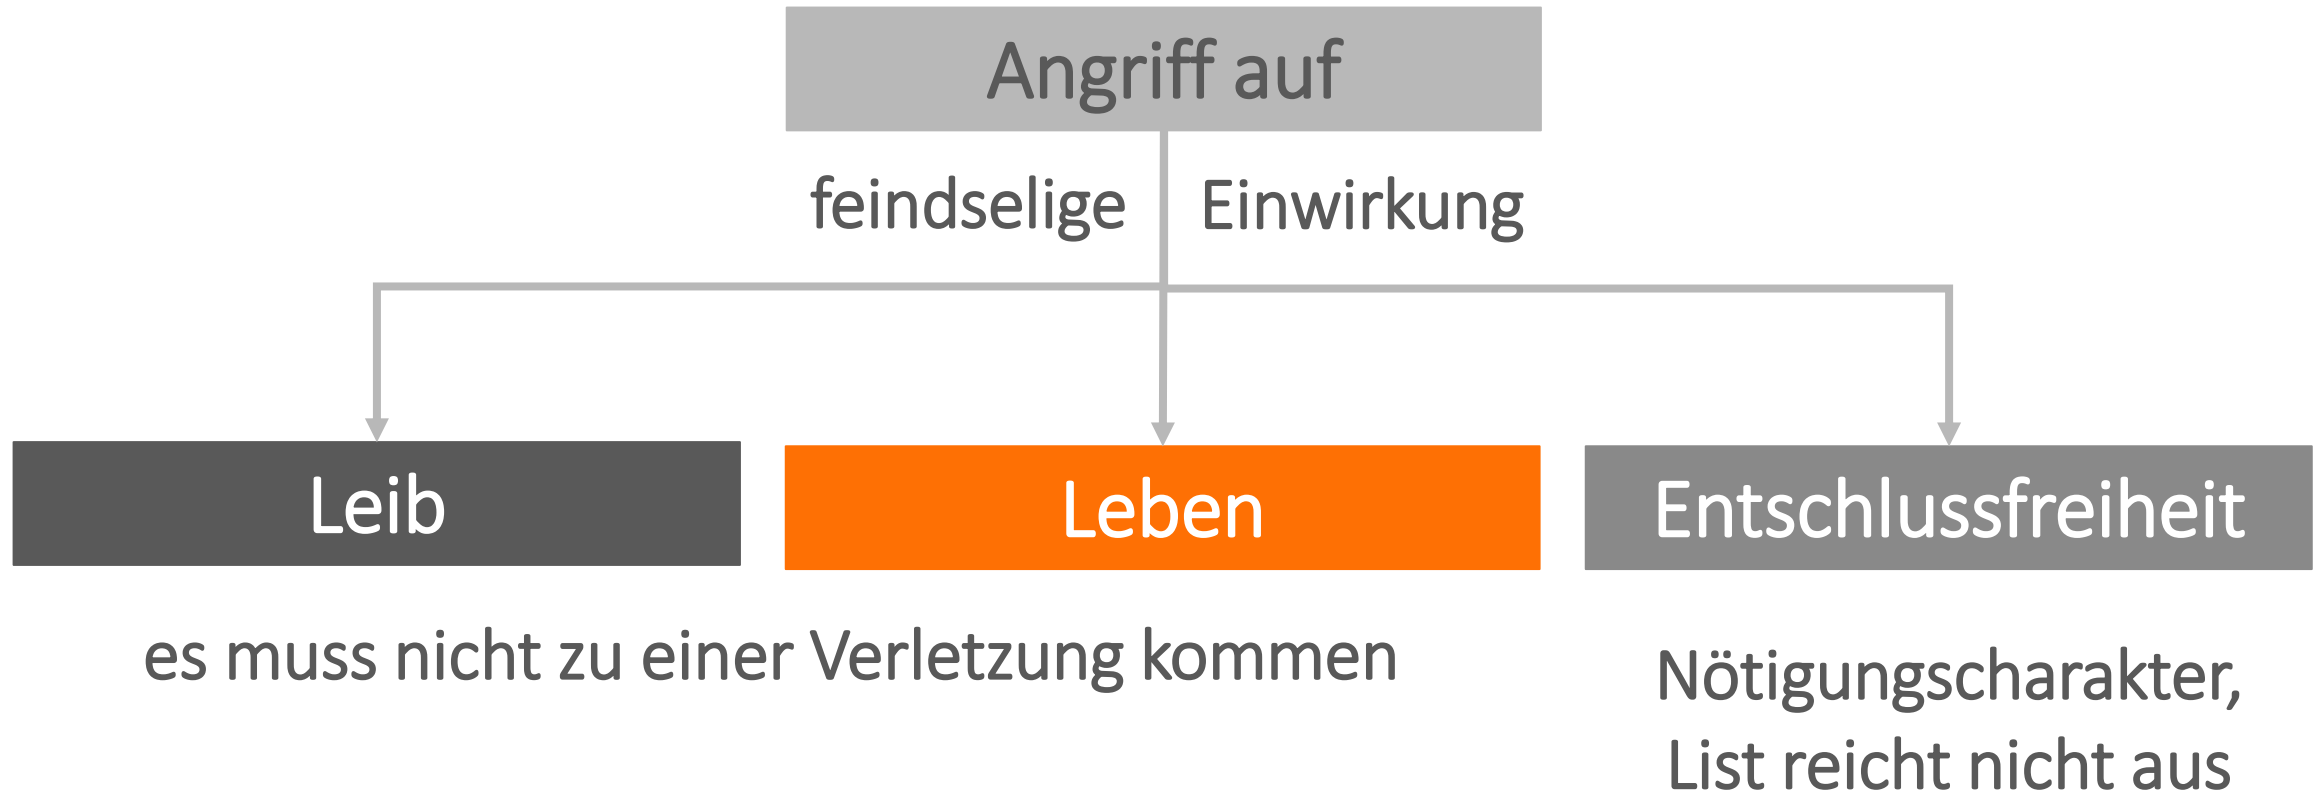 Angriff auf
feindselige Einwirkung
Leib
Leben
Entschlussfreiheit
es muss nicht zu einer Verletzung kommen
Nötigungscharakter,
List reicht nicht aus